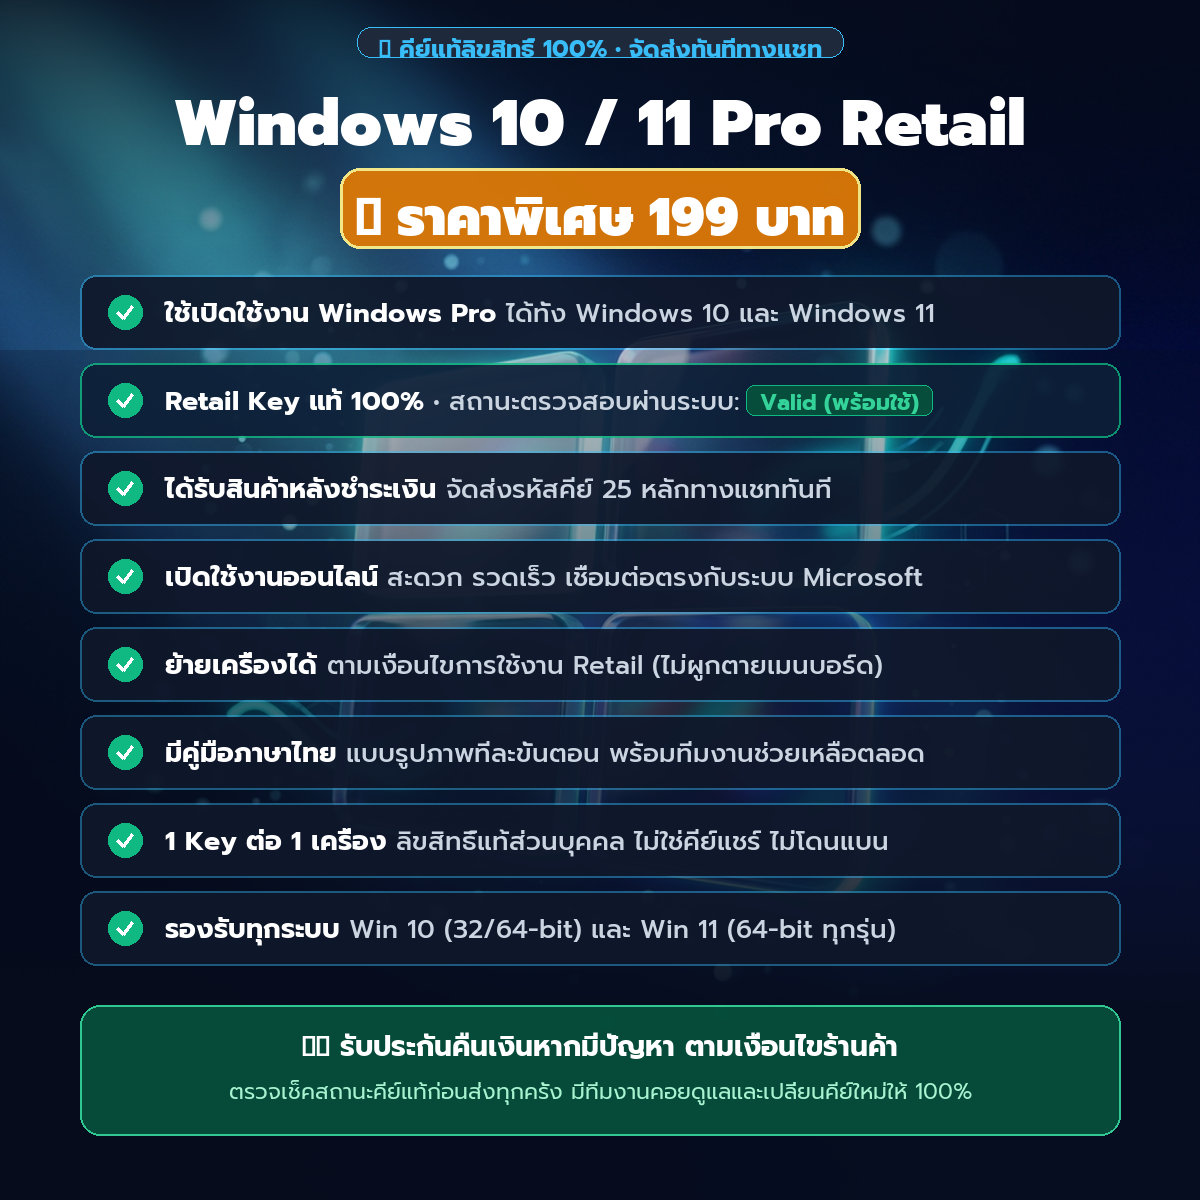 คีย์แท้ลิขสิทธิ์ 100% · จัดส่งทันทีทางแชท
Windows 10 / 11 Pro Retail
ราคาพิเศษ 199 บาท
ใช้เปิดใช้งาน Windows Pro ได้ทั้ง Windows 10 และ Windows 11
Retail Key แท้ 100% · สถานะตรวจสอบผ่านระบบ: Valid (พร้อมใช้)
ได้รับสินค้าหลังชำระเงิน จัดส่งรหัสคีย์ 25 หลักทางแชททันที
เปิดใช้งานออนไลน์ สะดวก รวดเร็ว เชื่อมต่อตรงกับระบบ Microsoft
ย้ายเครื่องได้ ตามเงื่อนไขการใช้งาน Retail (ไม่ผูกตายเมนบอร์ด)
มีคู่มือภาษาไทย แบบรูปภาพทีละขั้นตอน พร้อมทีมงานช่วยเหลือตลอด
1 Key ต่อ 1 เครื่อง ลิขสิทธิ์แท้ส่วนบุคคล ไม่ใช่คีย์แชร์ ไม่โดนแบน
รองรับทุกระบบ Win 10 (32/64-bit) และ Win 11 (64-bit ทุกรุ่น)
รับประกันคืนเงินหากมีปัญหา ตามเงื่อนไขร้านค้า
ตรวจเช็คสถานะคีย์แท้ก่อนส่งทุกครั้ง มีทีมงานคอยดูแลและเปลี่ยนคีย์ใหม่ให้ 100%